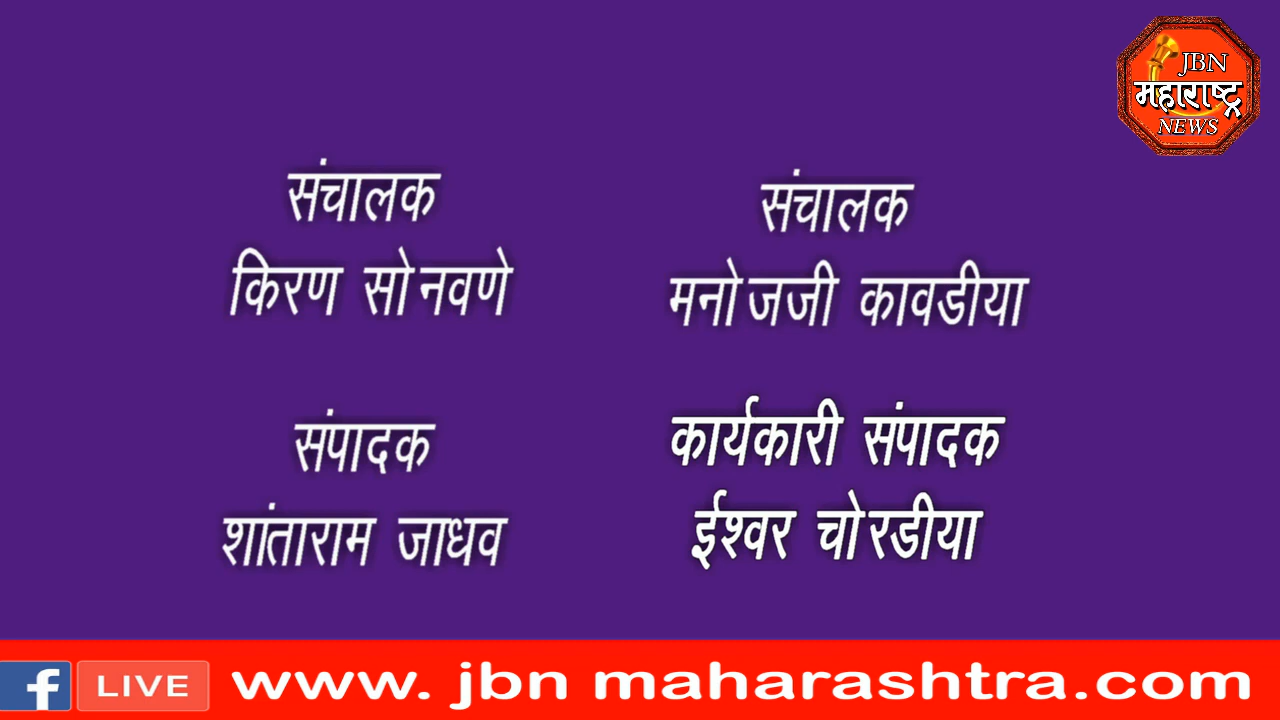 JBN
महाराष्ट्र
NEWS
संचालक
किरण सोनवणे
संचालक
मनोजजी कावडीया
संपादक
शांताराम जाधव
कार्यकारी संपादक
ईश्वर चोरडीया
f LIVE www. jbn maharashtra.com